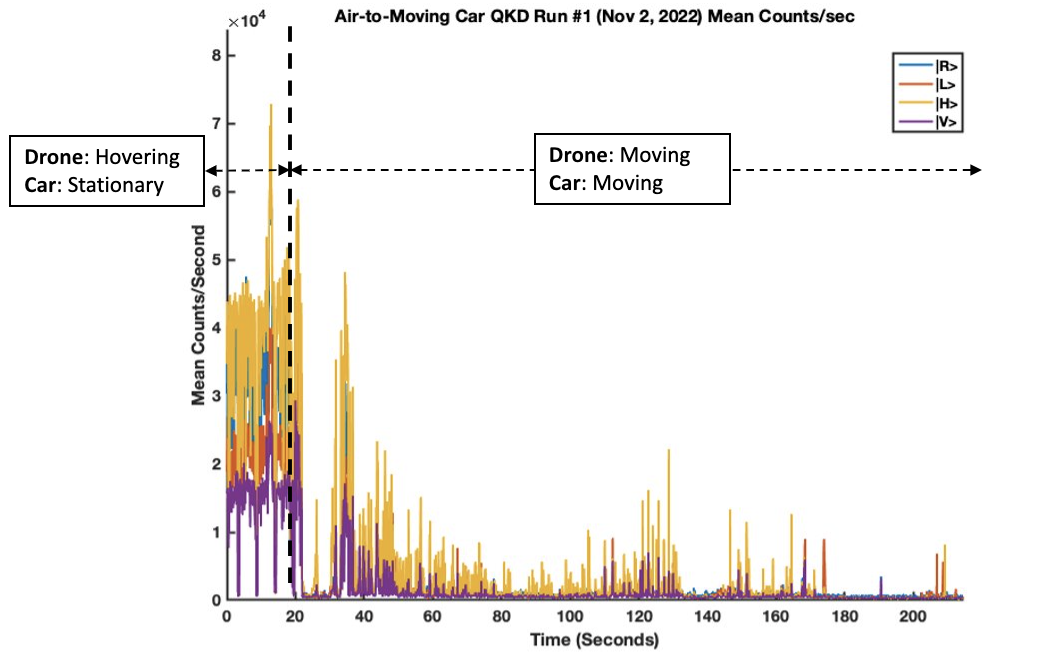 Air-to-Moving Car QKD Run #1 (Nov 2, 2022) Mean Counts/sec
×10⁴
|R>
|L>
|H>
|V>
Drone: Hovering
Car: Stationary
Drone: Moving
Car: Moving
Mean Counts/Second
8
7
6
5
4
3
2
1
0
0 20 40 60 80 100 120 140 160 180 200
Time (Seconds)